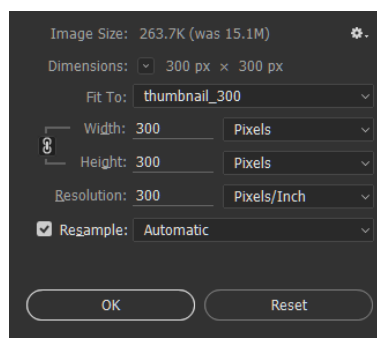 Image Size: 263.7K (was 15.1M)
Dimensions: 300 px × 300 px
Fit To: thumbnail_300
Width: 300 Pixels
Height: 300 Pixels
Resolution: 300 Pixels/Inch
Resample: Automatic
OK Reset